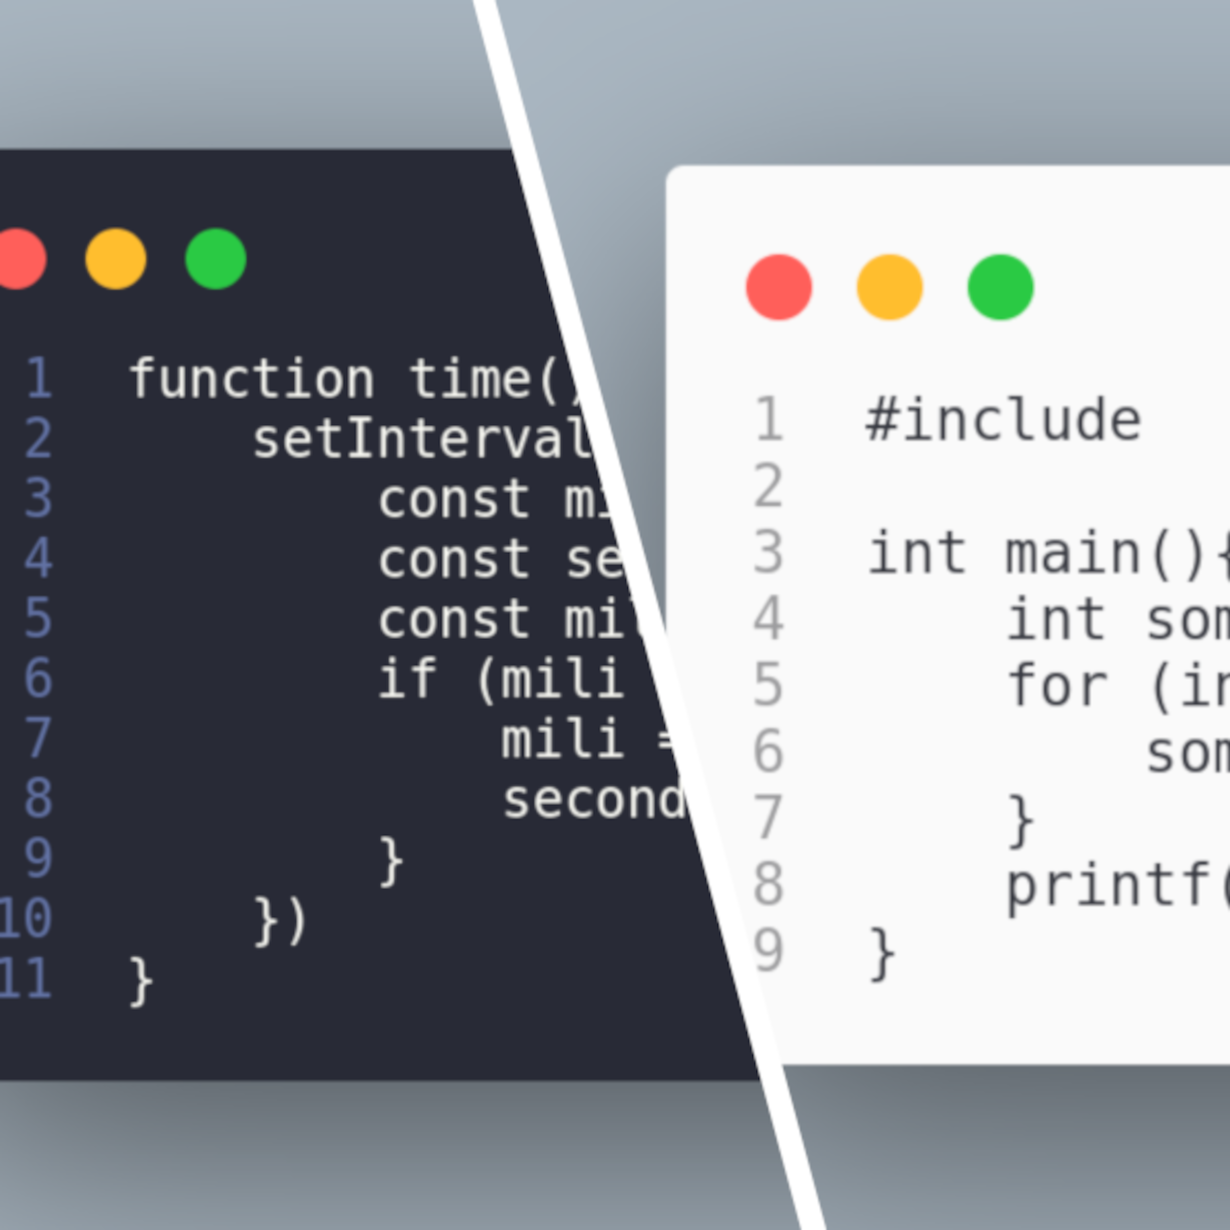 1 function time()
2 setInterval
3 const mi
4 const se
5 const mil
6 if (mili
7 mili =
8 second
9 }
10 })
11 }
1 #include
2
3 int main(){
4 int som
5 for (in
6 som
7 }
8 printf(
9 }